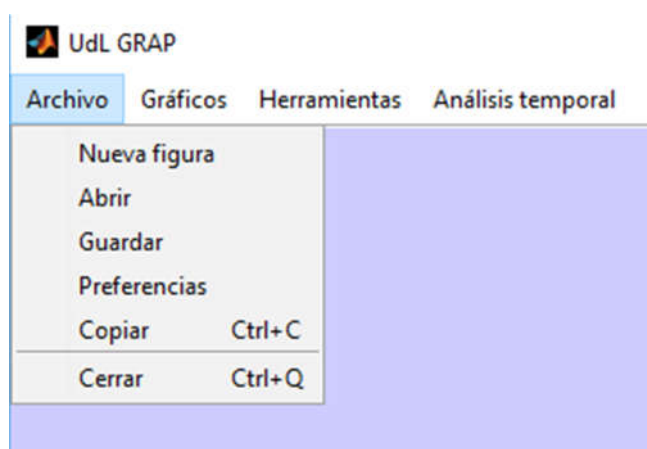 UdL GRAP
Archivo Gráficos Herramientas Análisis temporal
Nueva figura
Abrir
Guardar
Preferencias
Copiar Ctrl+C
Cerrar Ctrl+Q